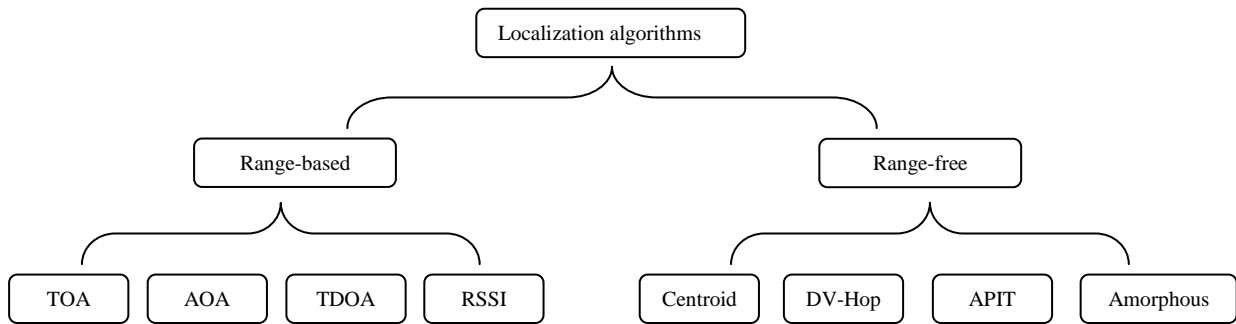 Localization algorithms
Range-based
Range-free
TOA
AOA
TDOA
RSSI
Centroid
DV-Hop
APIT
Amorphous